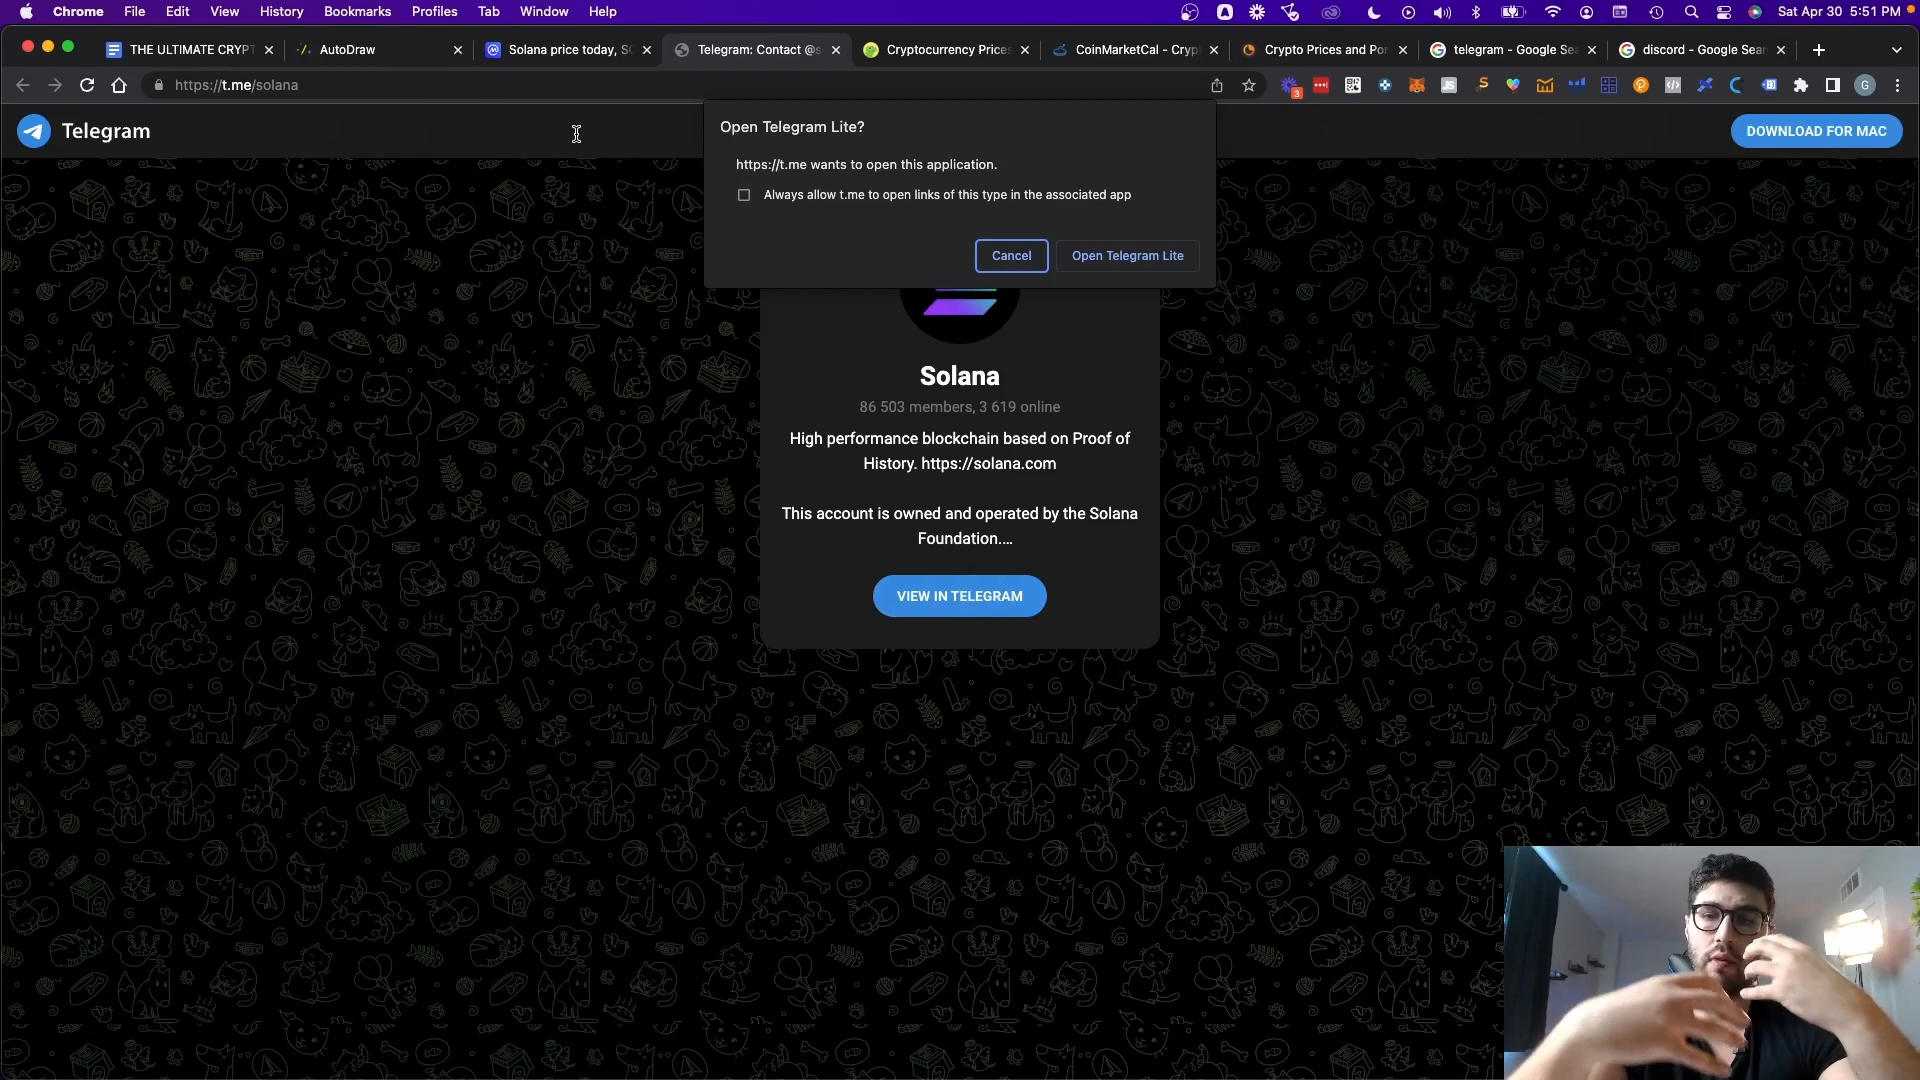 Chrome File Edit View History Bookmarks Profiles Tab Window Help
Sat Apr 30 5:51 PM
THE ULTIMATE CRYPT
AutoDraw
Solana price today, S
Telegram: Contact @s
Cryptocurrency Prices
CoinMarketCal - Cryp
Crypto Prices and Por
telegram - Google Sea
discord - Google Sear
https://t.me/solana
3
G
Telegram
DOWNLOAD FOR MAC
Open Telegram Lite?
https://t.me wants to open this application.
Always allow t.me to open links of this type in the associated app
Cancel
Open Telegram Lite
Solana
86 503 members, 3 619 online
High performance blockchain based on Proof of
History. https://solana.com
This account is owned and operated by the Solana
Foundation....
VIEW IN TELEGRAM